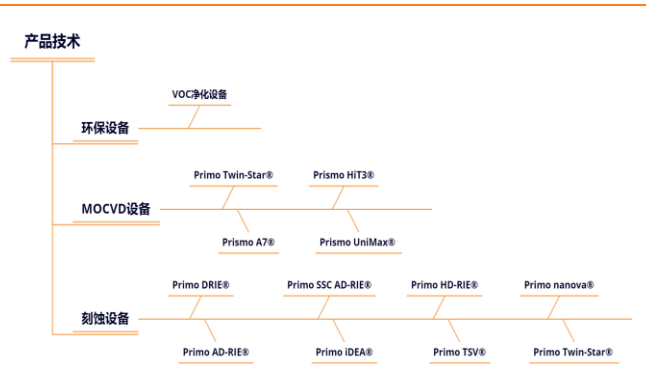 产品技术
VOC净化设备
环保设备
Primo Twin-Star®
Prismo HiT3®
MOCVD设备
Prismo A7®
Prismo UniMax®
Primo DRIE®
Primo SSC AD-RIE®
Primo HD-RIE®
Primo nanova®
刻蚀设备
Primo AD-RIE®
Primo iDEA®
Primo TSV®
Primo Twin-Star®